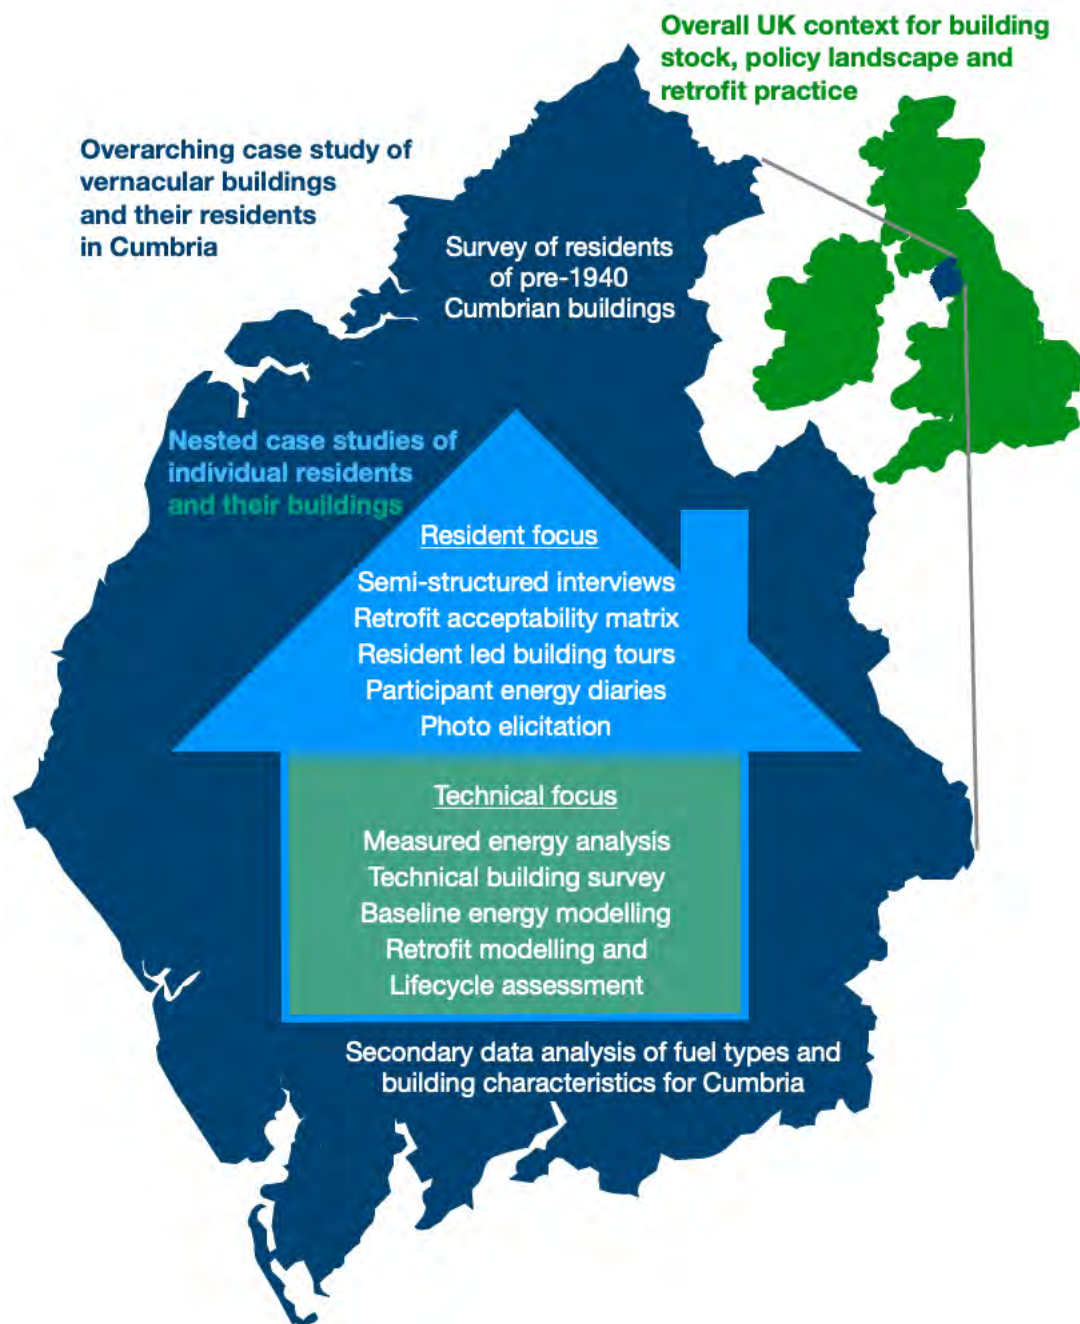 Overall UK context for building
stock, policy landscape and
retrofit practice
Overarching case study of
vernacular buildings
and their residents
in Cumbria
Survey of residents
of pre-1940
Cumbrian buildings
Nested case studies of
individual residents
and their buildings
Resident focus
Semi-structured interviews
Retrofit acceptability matrix
Resident led building tours
Participant energy diaries
Photo elicitation
Technical focus
Measured energy analysis
Technical building survey
Baseline energy modelling
Retrofit modelling and
Lifecycle assessment
Secondary data analysis of fuel types and
building characteristics for Cumbria